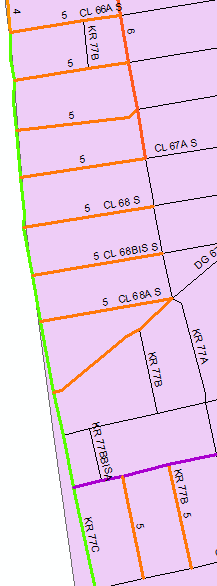 4
5 CL 66A S
6
KR 77B
5
5
5 CL 67A S
5 CL 68 S
5 CL 68BIS S
DG 6
5 CL 68A S
KR 77A
KR 77B
KR 77BBISA
KR 77C
5
KR 77B 5